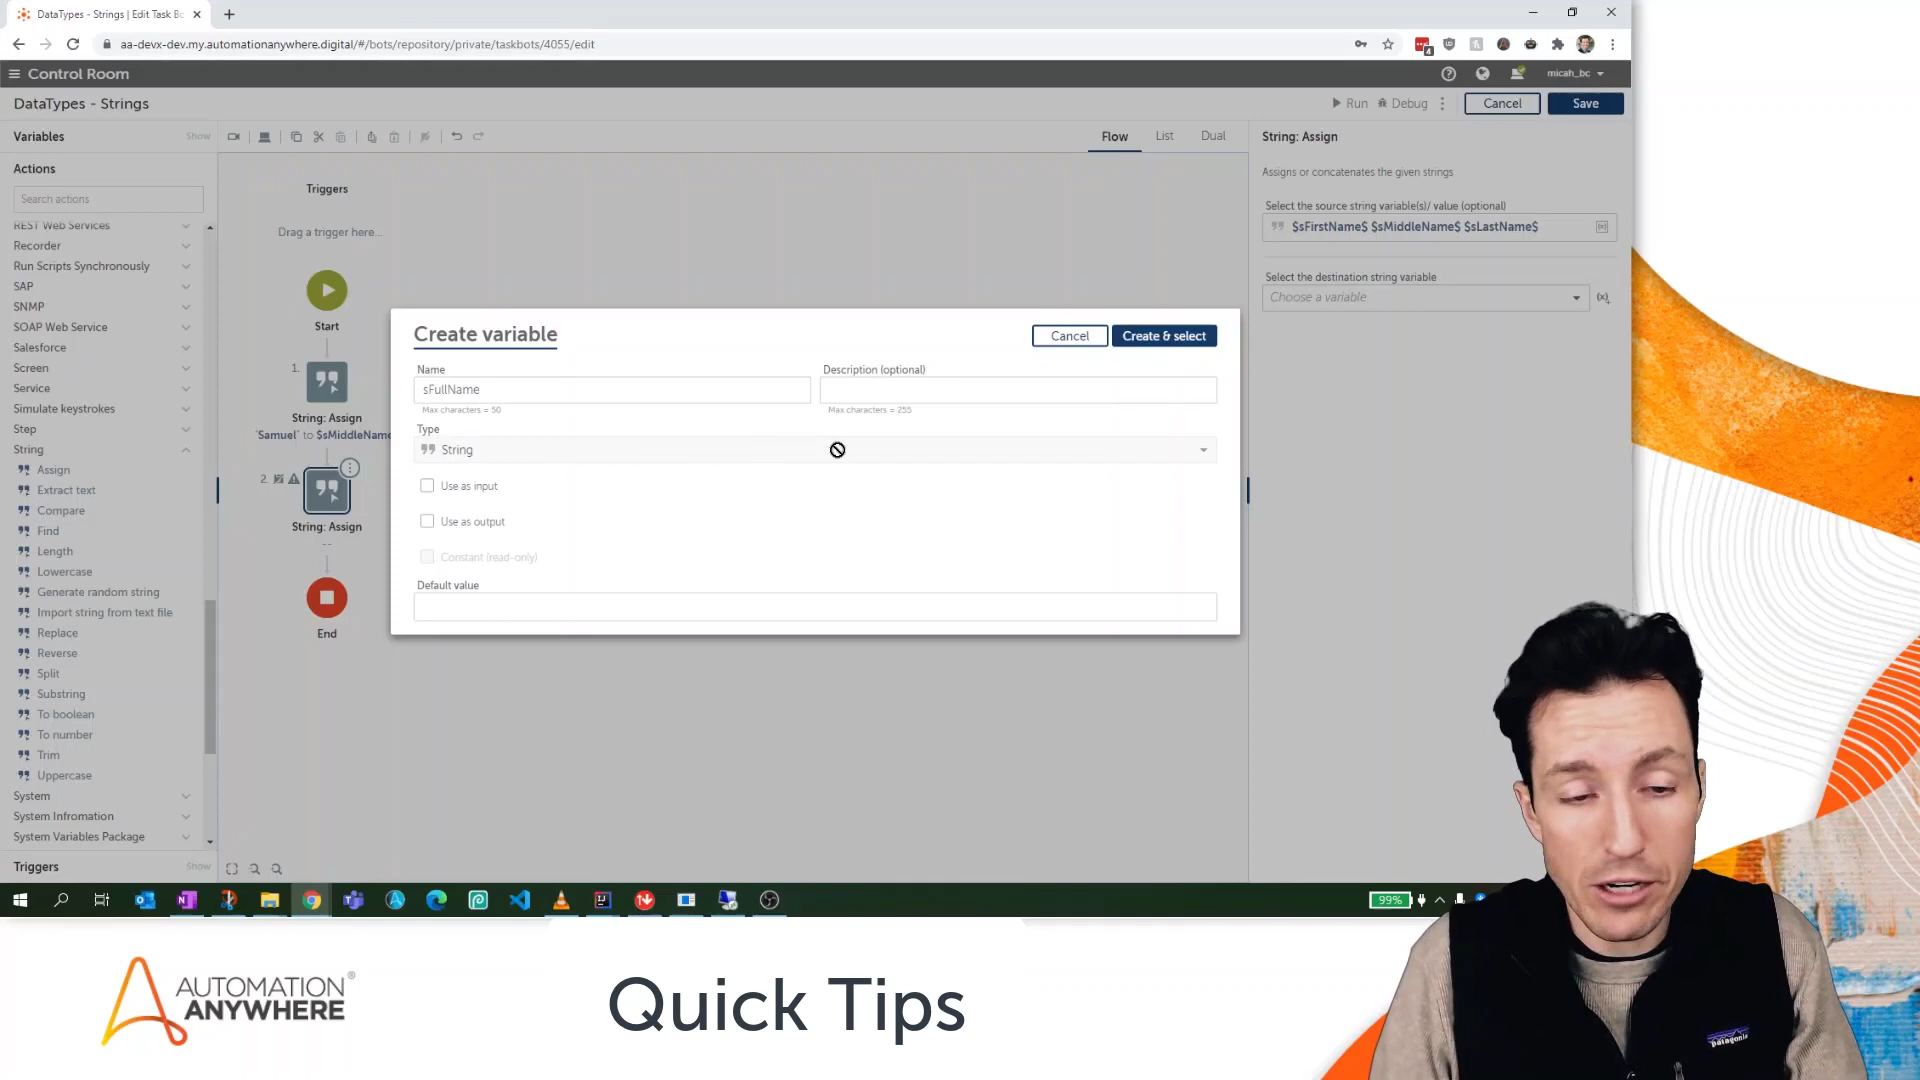 DataTypes - Strings | Edit Task Bo
aa-devx-dev.my.automationanywhere.digital/#/bots/repository/private/taskbots/4055/edit
Control Room
micah_bc
DataTypes - Strings
Run
Debug
Cancel
Save
Variables
Show
Flow
List
Dual
Actions
Search actions
REST Web Services
Recorder
Run Scripts Synchronously
SAP
SNMP
SOAP Web Service
Salesforce
Screen
Service
Simulate keystrokes
Step
String
Assign
Extract text
Compare
Find
Length
Lowercase
Generate random string
Import string from text file
Replace
Reverse
Split
Substring
To boolean
To number
Trim
Uppercase
System
System Infromation
System Variables Package
Triggers
Show
Triggers
Drag a trigger here...
Start
1.
String: Assign
"Samuel" to $sMiddleName
2.
String: Assign
--
End
Create variable
Cancel
Create & select
Name
Description (optional)
sFullName
Max characters = 50
Max characters = 255
Type
String
Use as input
Use as output
Constant (read-only)
Default value
String: Assign
Assigns or concatenates the given strings
Select the source string variable(s)/ value (optional)
$sFirstName$ $sMiddleName$ $sLastName$
Select the destination string variable
Choose a variable
99%
AUTOMATION
ANYWHERE
®
Quick Tips
patagonia